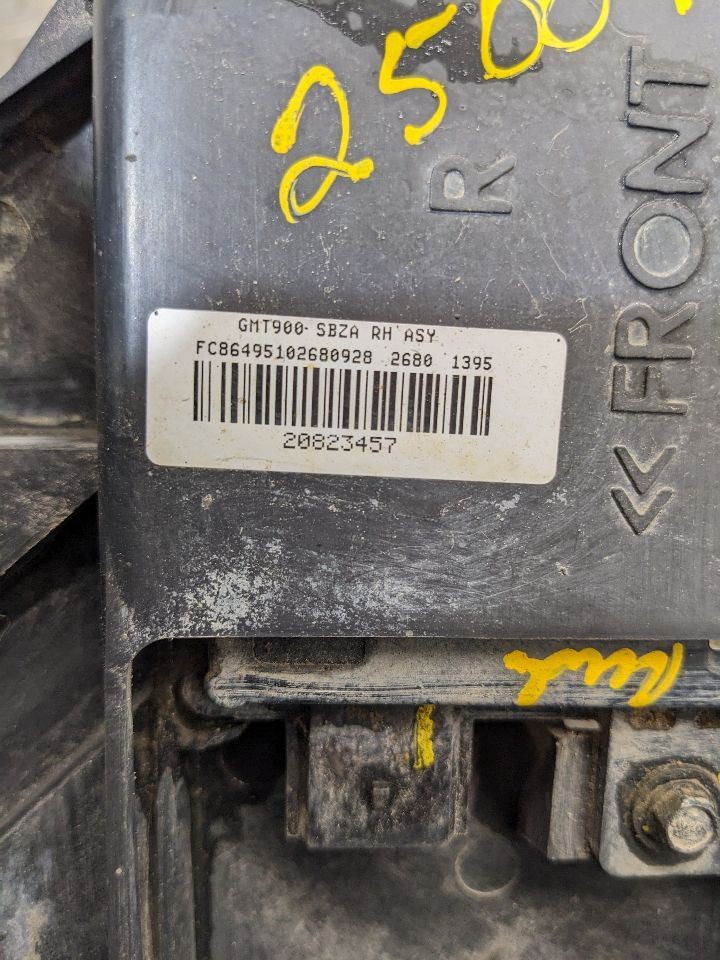 2500
R
<< FRONT
GMT900 SBZA RH ASY
FC86495102680928 2680 1395
20823457